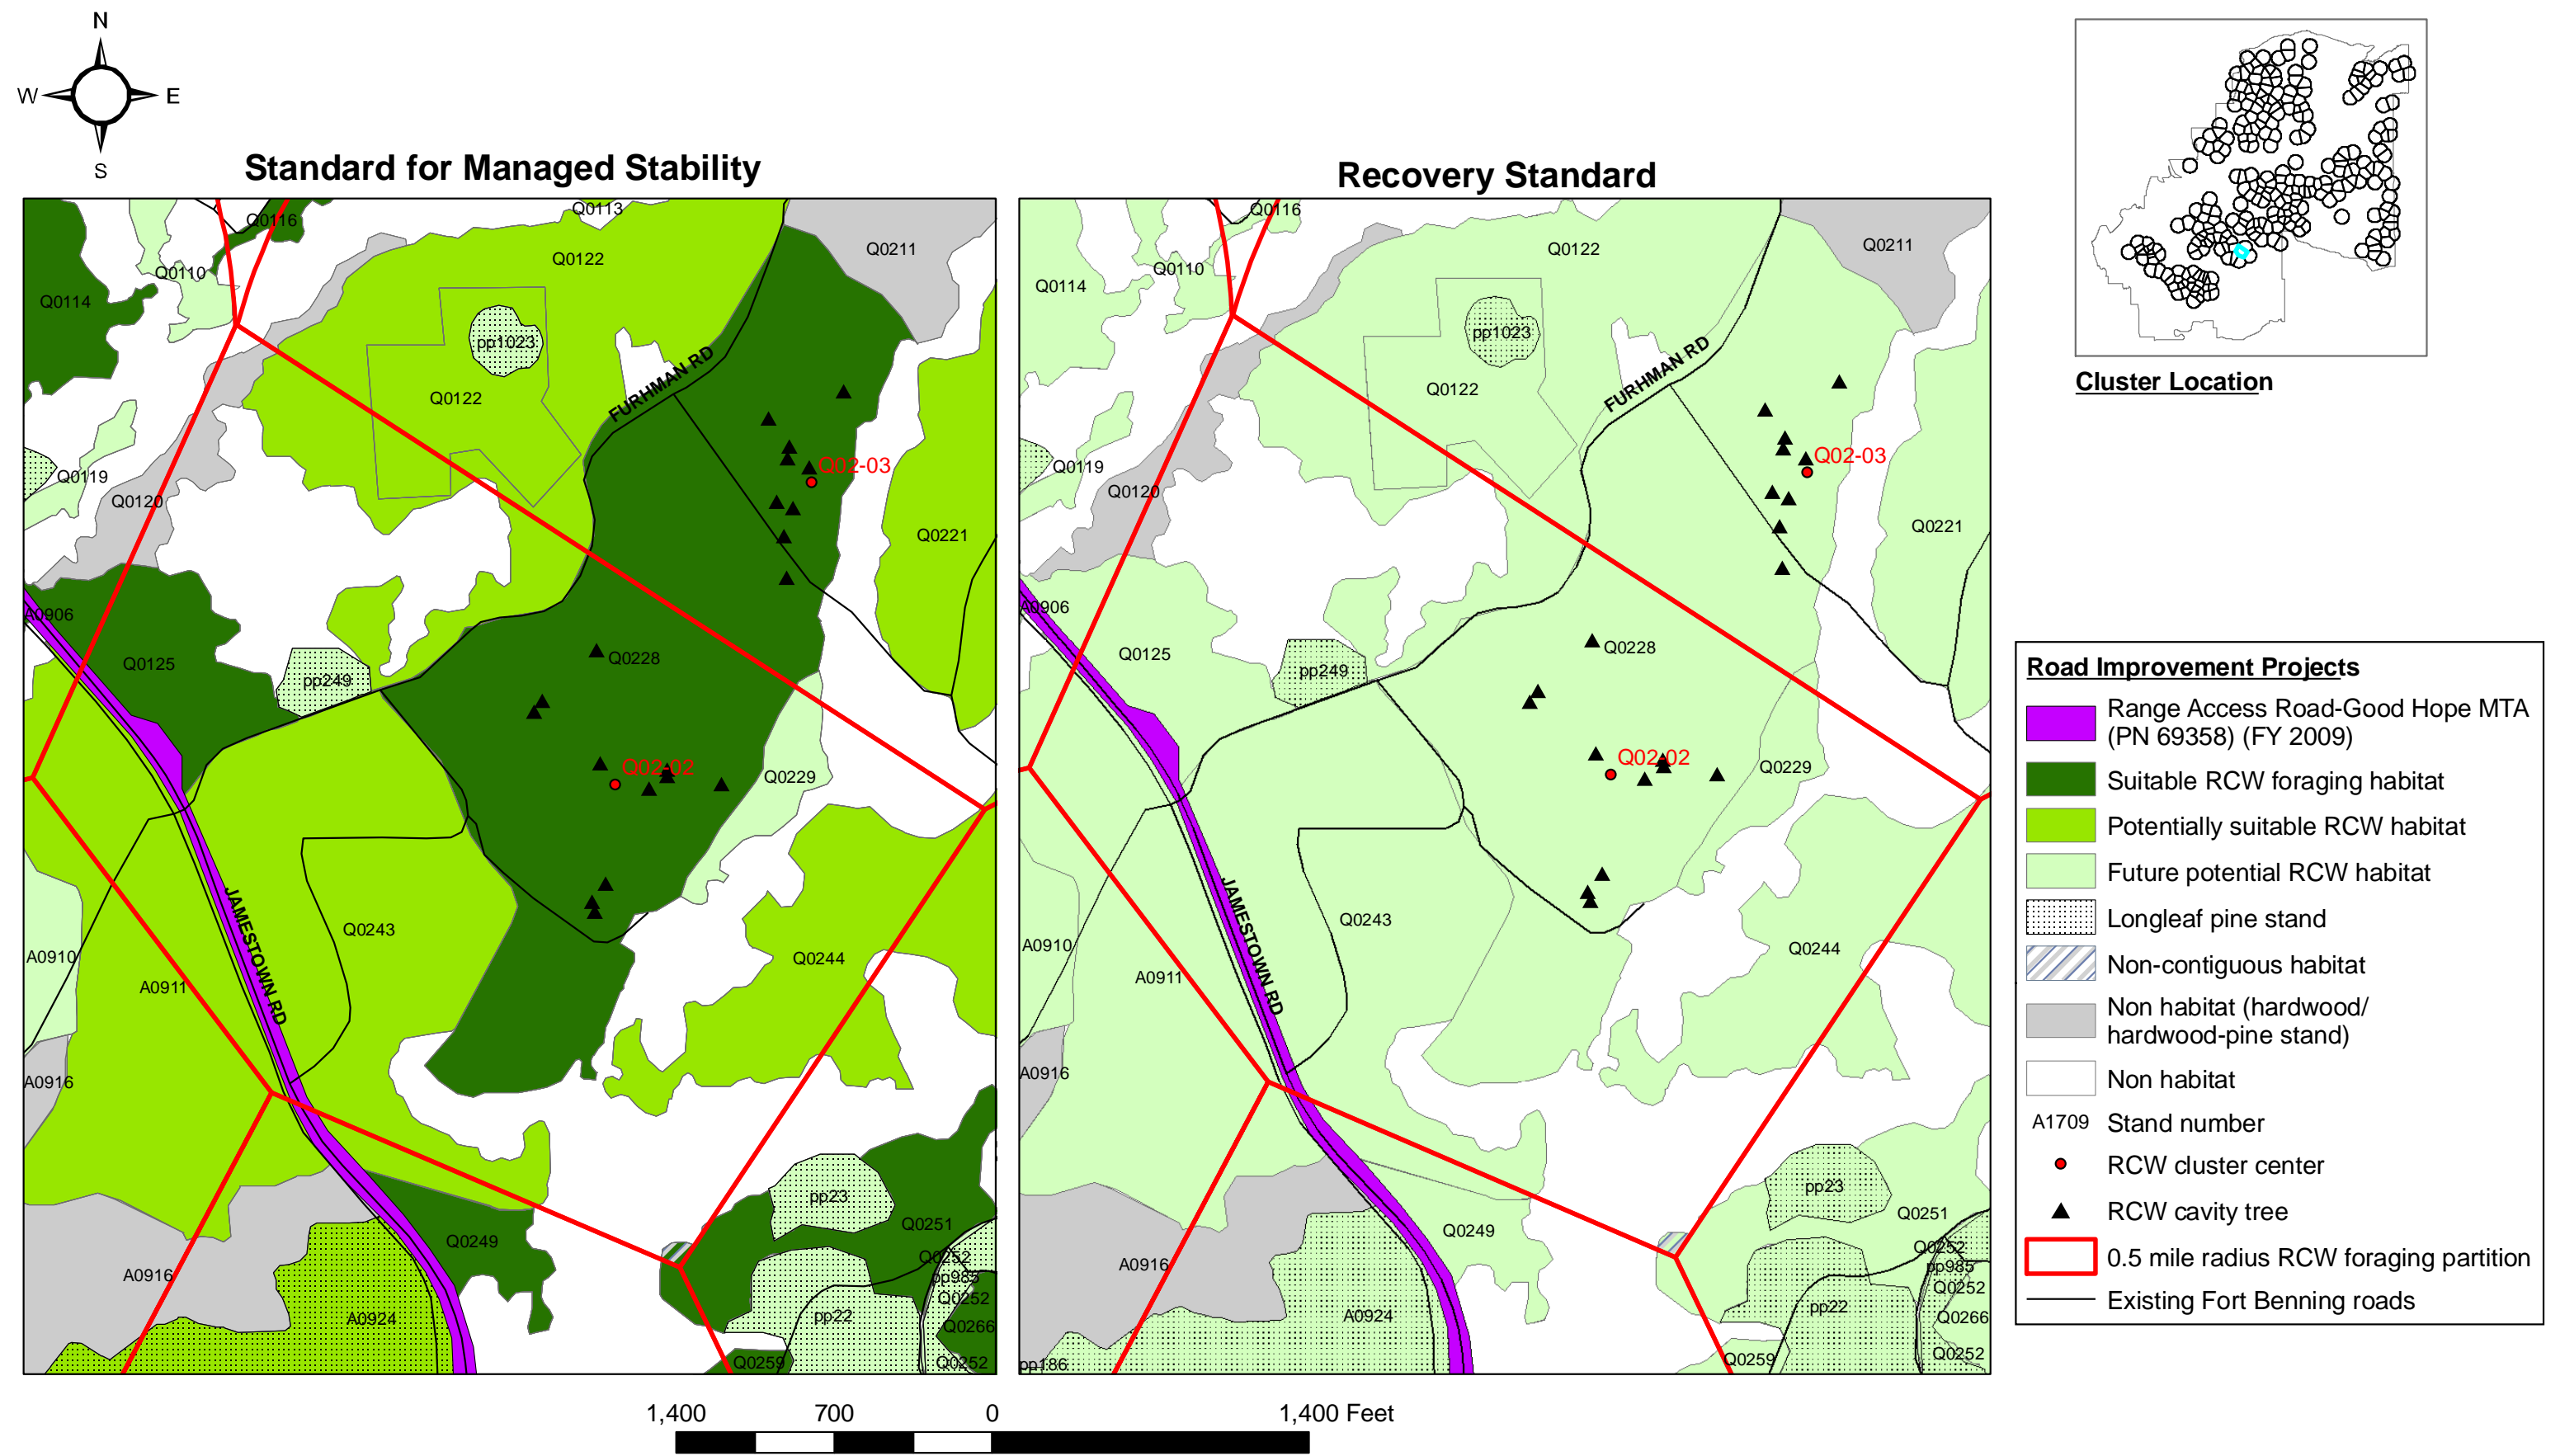 N
W E
S
Standard for Managed Stability
Recovery Standard
Cluster Location
Q0113
Q0116
Q0122
Q0211
Q0110
Q0114
pp1023
FURHMAN RD
Q0122
Q02-03
Q0119
Q0120
Q0221
A0906
Q0125
Q0228
pp249
Q02-02
Q0229
JAMESTOWN RD
Q0243
A0910
Q0244
A0911
A0916
pp23
Q0251
Q0249
Q0252
A0916
pp985
Q0252
pp22
A0924
Q0266
Q0259
Q0252
Q0116
Q0122
Q0211
Q0110
Q0114
pp1023
FURHMAN RD
Q0122
Q02-03
Q0119
Q0120
Q0221
A0906
Q0125
Q0228
pp249
Q02-02
Q0229
JAMESTOWN RD
Q0243
A0910
Q0244
A0911
A0916
pp23
Q0251
Q0249
Q0252
A0916
pp985
Q0252
pp22
A0924
Q0266
Q0259
Q0252
pp186
Road Improvement Projects
Range Access Road-Good Hope MTA
(PN 69358) (FY 2009)
Suitable RCW foraging habitat
Potentially suitable RCW habitat
Future potential RCW habitat
Longleaf pine stand
Non-contiguous habitat
Non habitat (hardwood/
hardwood-pine stand)
Non habitat
A1709 Stand number
RCW cluster center
RCW cavity tree
0.5 mile radius RCW foraging partition
Existing Fort Benning roads
1,400 700 0 1,400 Feet